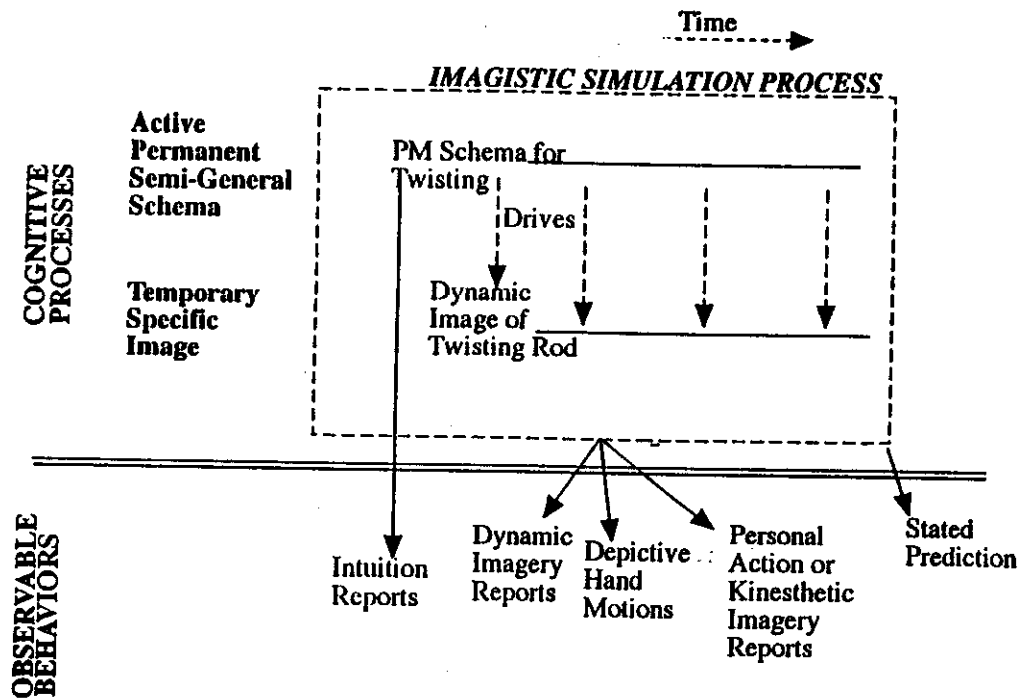 Time
IMAGISTIC SIMULATION PROCESS
COGNITIVE
PROCESSES
Active
Permanent
Semi-General
Schema
PM Schema for
Twisting
Drives
Temporary
Specific
Image
Dynamic
Image of
Twisting Rod
OBSERVABLE
BEHAVIORS
Intuition
Reports
Dynamic
Imagery
Reports
Depictive
Hand
Motions
Personal
Action or
Kinesthetic
Imagery
Reports
Stated
Prediction